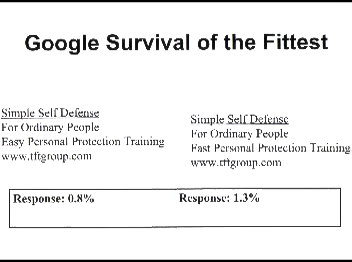 Google Survival of the Fittest
Simple Self Defense
For Ordinary People
Easy Personal Protection Training
www.tftgroup.com
Simple Self Defense
For Ordinary People
Fast Personal Protection Training
www.tftgroup.com
Response: 0.8%
Response: 1.3%